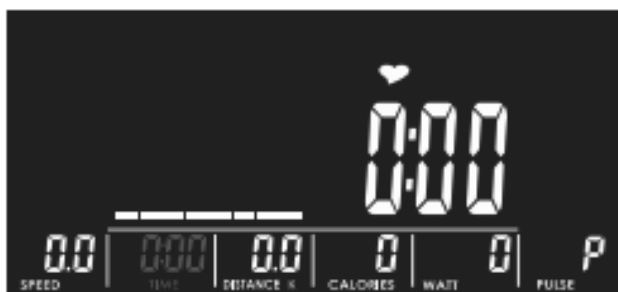 0:00
0.0 0:00 0.0 0 0 P
SPEED TIME DISTANCE K CALORIES WATT PULSE